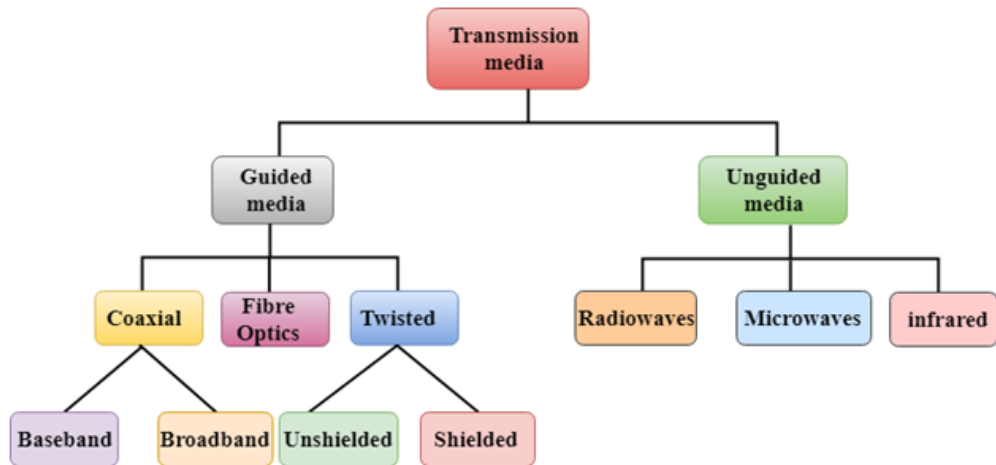 Transmission
media
Guided
media
Unguided
media
Coaxial
Fibre
Optics
Twisted
Radiowaves
Microwaves
infrared
Baseband
Broadband
Unshielded
Shielded